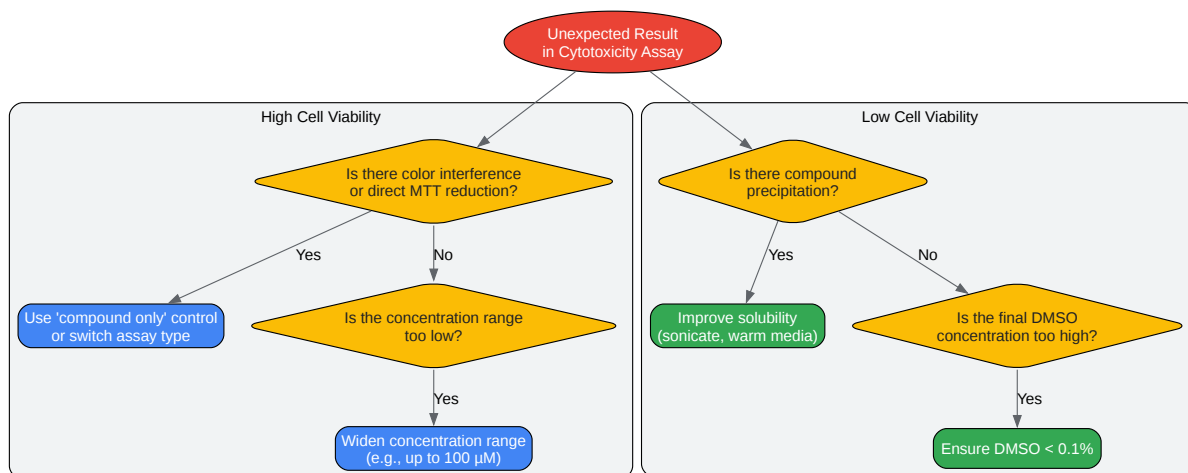 Unexpected Result
in Cytotoxicity Assay
High Cell Viability
Low Cell Viability
Is there color interference
or direct MTT reduction?
Is there compound
precipitation?
Yes
No
Yes
No
Use 'compound only' control
or switch assay type
Is the concentration range
too low?
Improve solubility
(sonicate, warm media)
Is the final DMSO
concentration too high?
Yes
Yes
Widen concentration range
(e.g., up to 100 µM)
Ensure DMSO < 0.1%